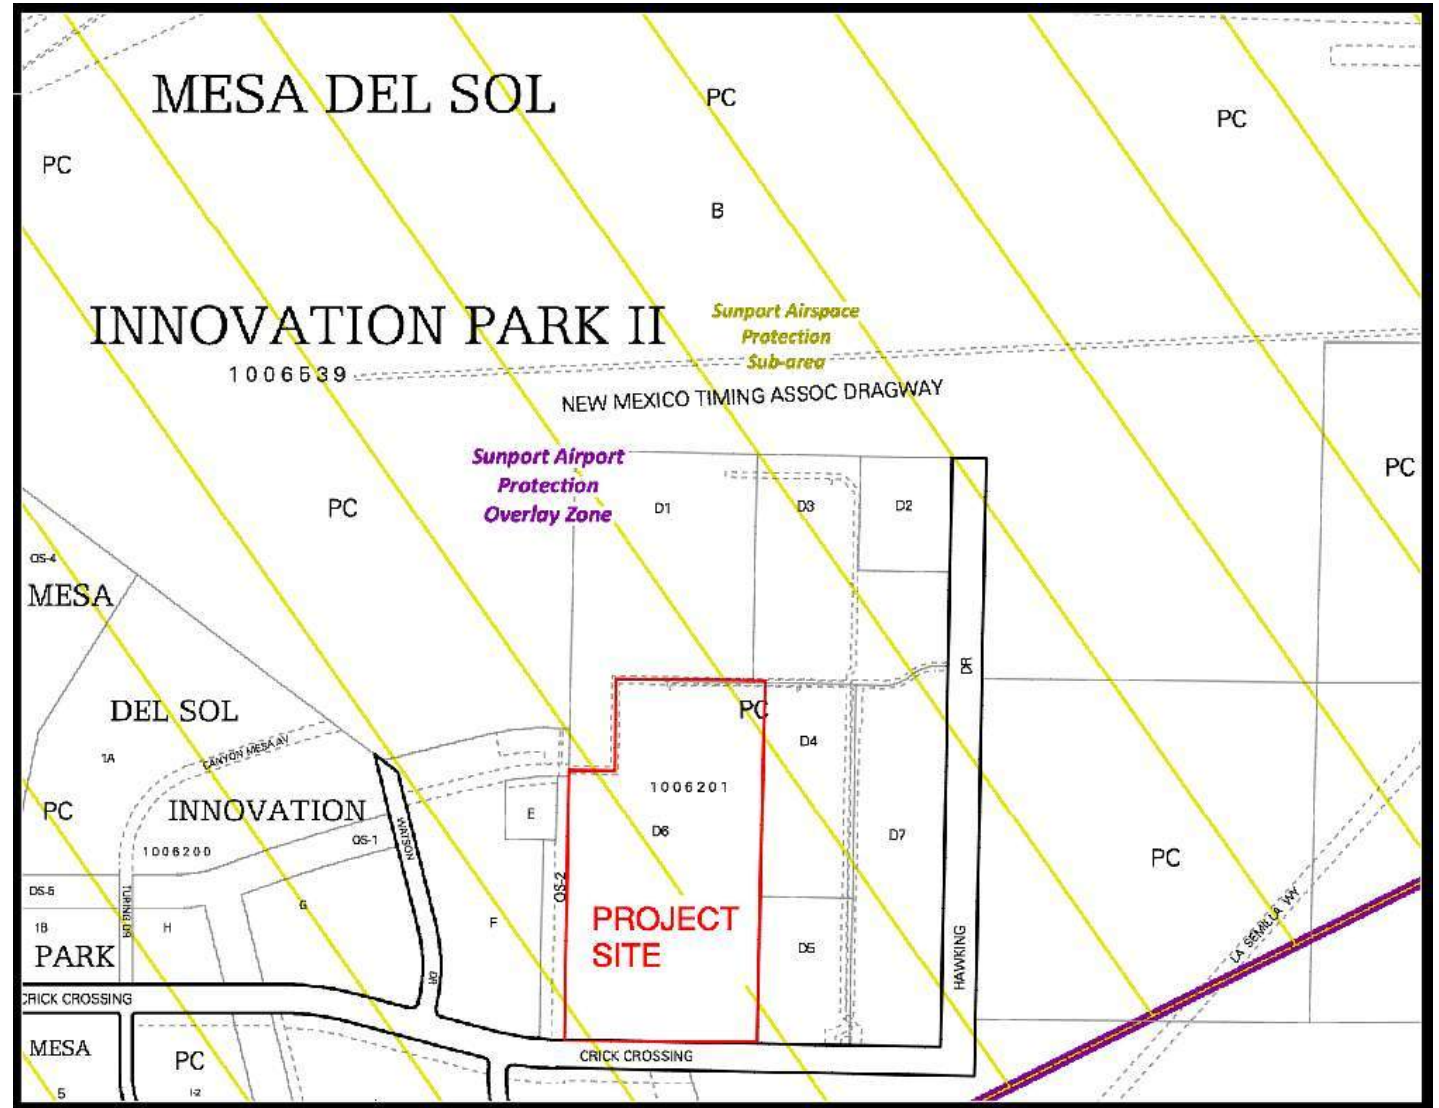 MESA DEL SOL
PC
PC
PC
B
INNOVATION PARK II
Sunport Airspace
Protection
Sub-area
1006539
NEW MEXICO TIMING ASSOC DRAGWAY
Sunport Airport
Protection
Overlay Zone
PC
PC
D1
D3
D2
OS-4
MESA
DR
DEL SOL
PC
D4
CANYON MESA AV
1A
1006201
PC
INNOVATION
E
D6
D7
OS-1
WATSON
1006200
PC
OS-5
TURING DR
G
OS-2
F
PROJECT
SITE
1B
H
PARK
D5
HAWKING
LA SEMILLA WY
DR
CRICK CROSSING
CRICK CROSSING
MESA
PC
5
I-2